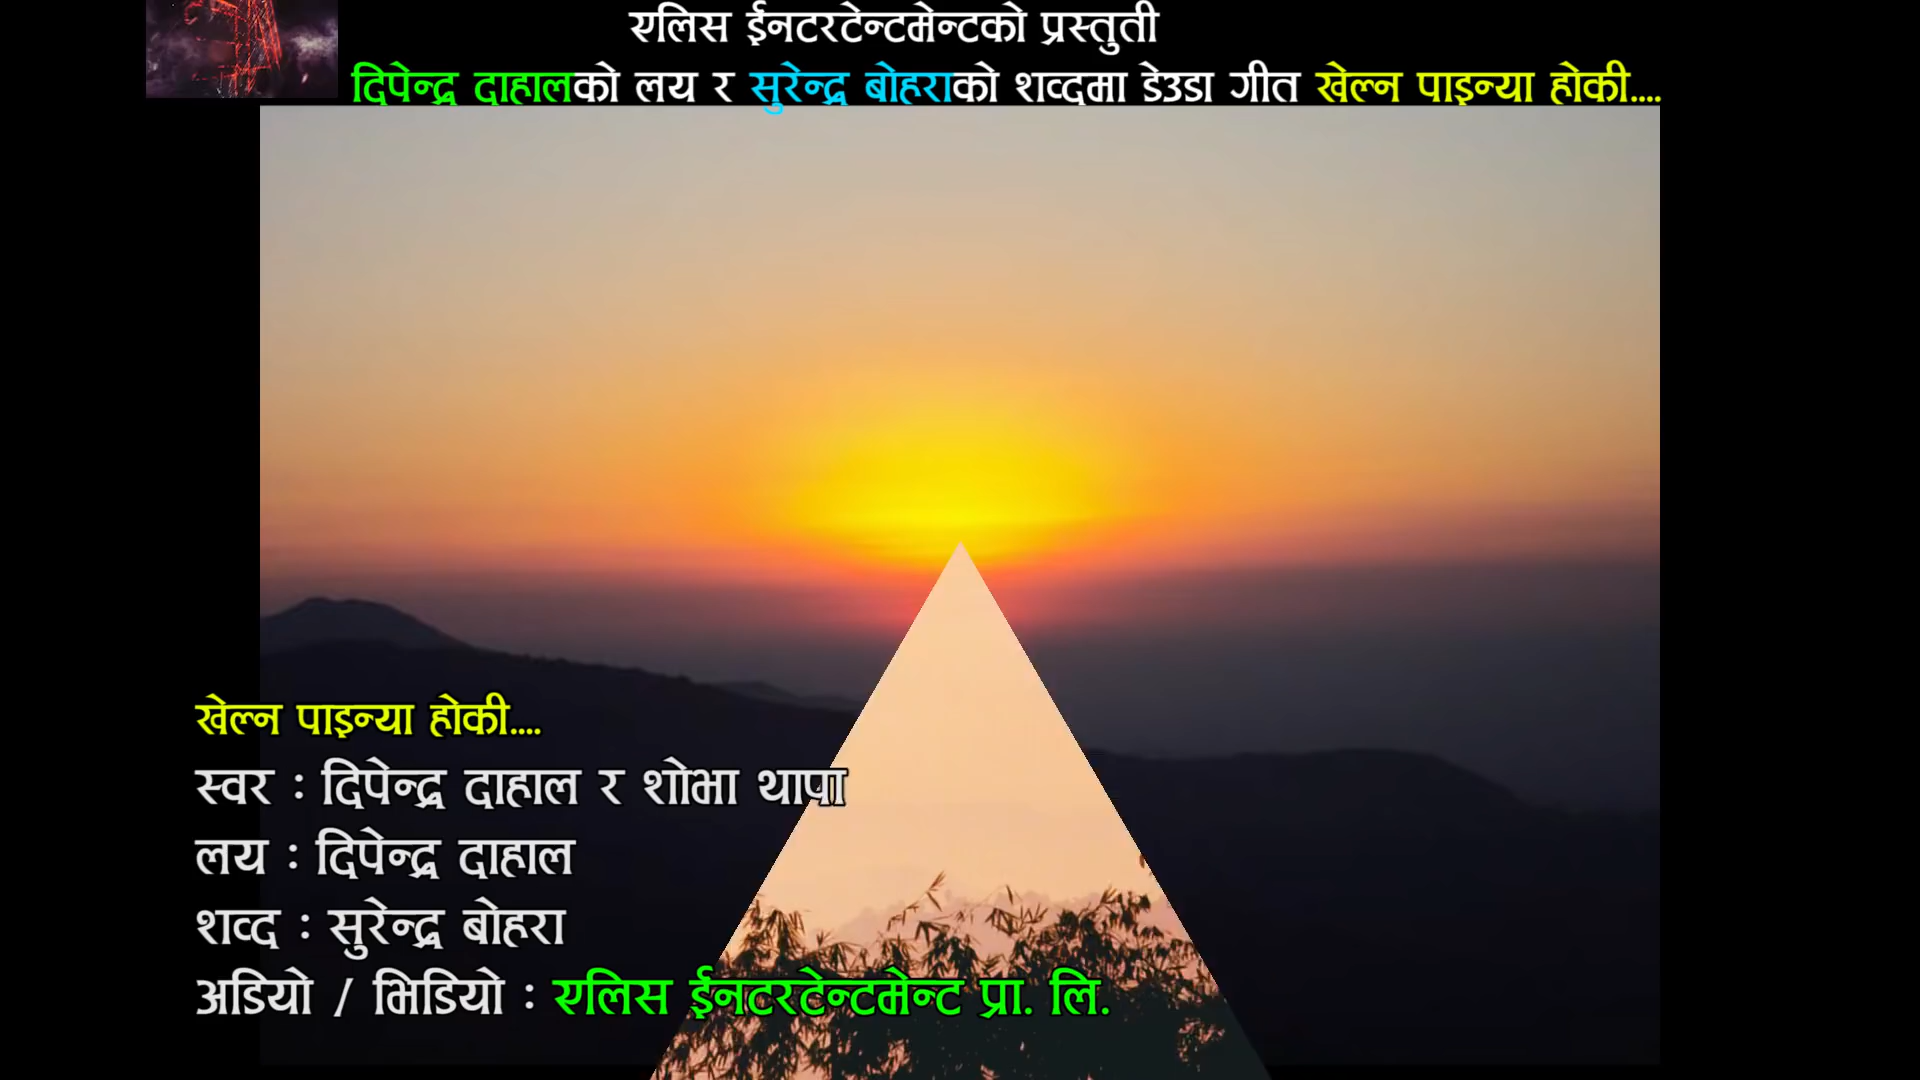 एलिस ईनटरटेन्टमेन्टको प्रस्तुती
दिपेन्द्र दाहालको लय र सुरेन्द्र बोहराको शव्दमा डेउडा गीत खेल्न पाइन्या होकी....
खेल्न पाइन्या होकी....
स्वर : दिपेन्द्र दाहाल र शोभा थापा
लय : दिपेन्द्र दाहाल
शव्द : सुरेन्द्र बोहरा
अडियो / भिडियो : एलिस ईनटरटेन्टमेन्ट प्रा. लि.